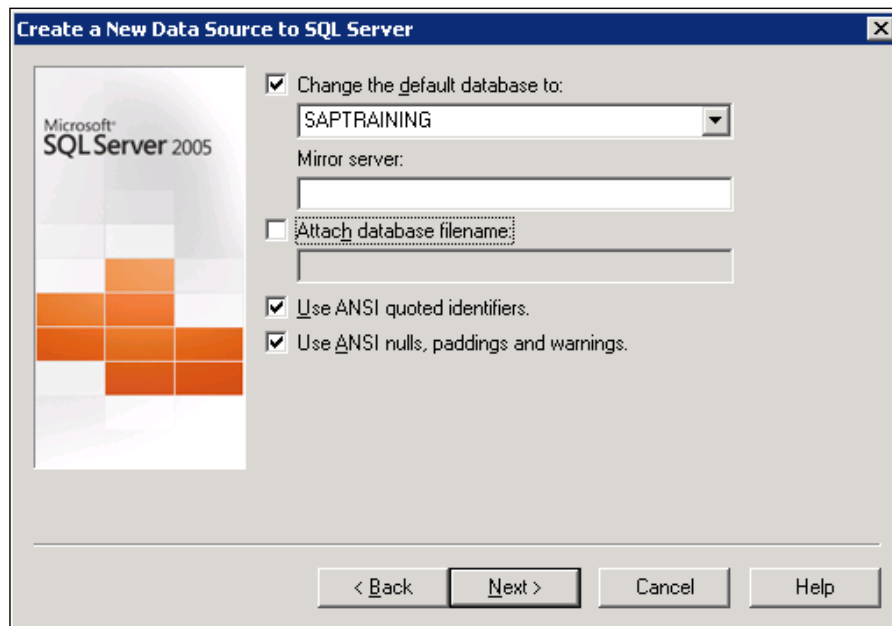 Create a New Data Source to SQL Server
Microsoft®
SQL Server 2005
Change the default database to:
SAPTRAINING
Mirror server:
Attach database filename:
Use ANSI quoted identifiers.
Use ANSI nulls, paddings and warnings.
< Back
Next >
Cancel
Help